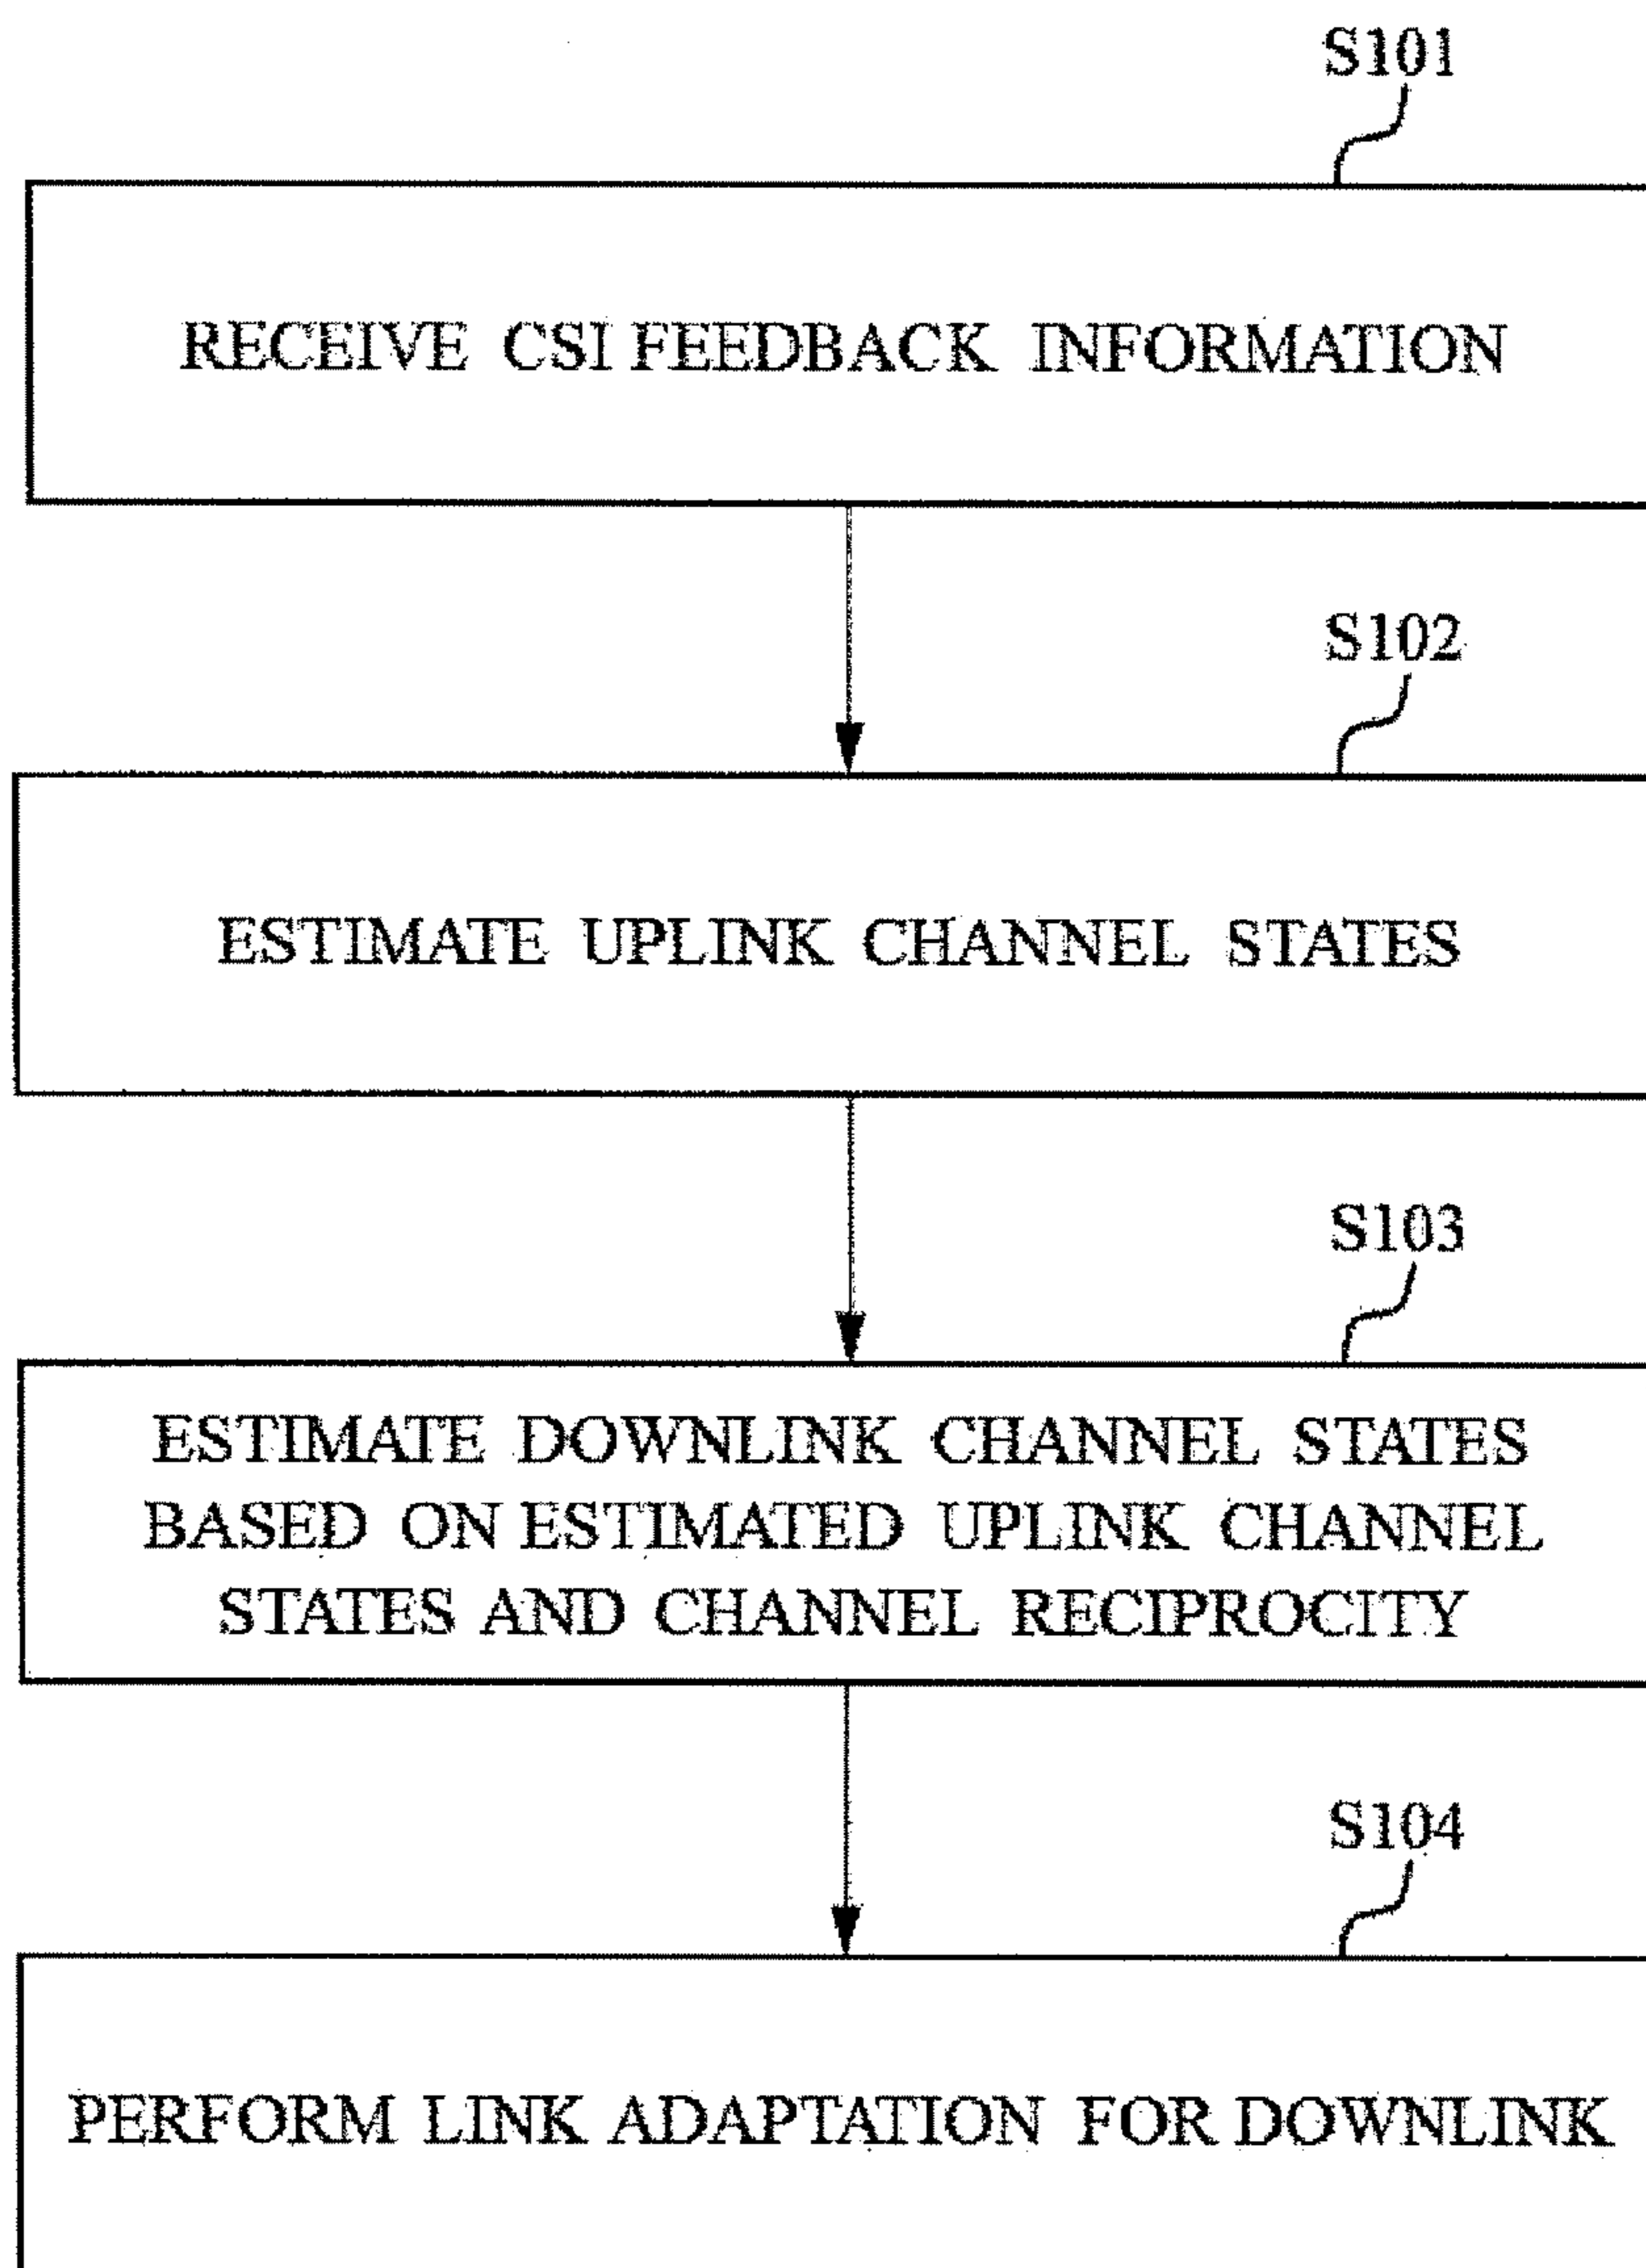 S101
RECEIVE CSI FEEDBACK INFORMATION
S102
ESTIMATE UPLINK CHANNEL STATES
S103
ESTIMATE DOWNLINK CHANNEL STATES
BASED ON ESTIMATED UPLINK CHANNEL
STATES AND CHANNEL RECIPROCITY
S104
PERFORM LINK ADAPTATION FOR DOWNLINK